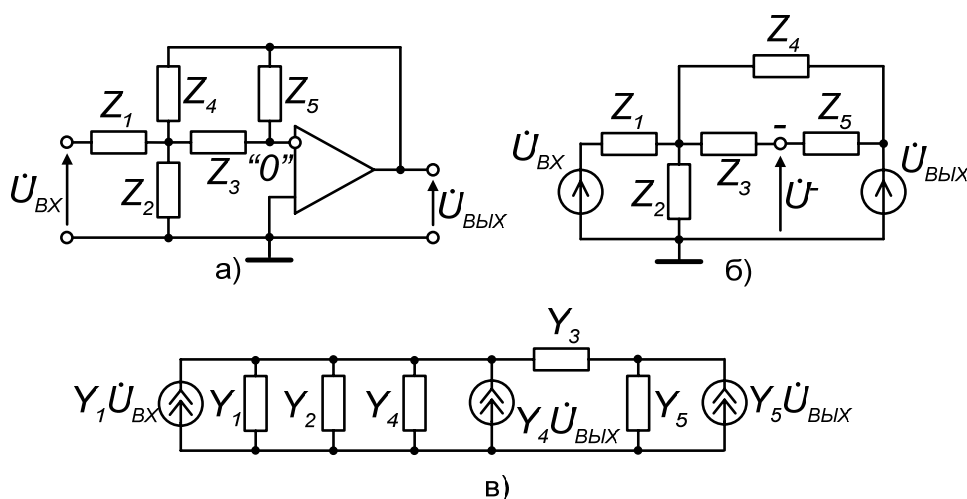 Z1
Z4
Z5
Z3
"0"
Z2
U̇ВХ
U̇ВЫХ
а)
Z4
Z1
Z5
-
Z3
Z2
U̇ВХ
U̇-
U̇ВЫХ
б)
Y3
Y1U̇ВХ
Y1
Y2
Y4
Y4U̇ВЫХ
Y5
Y5U̇ВЫХ
в)